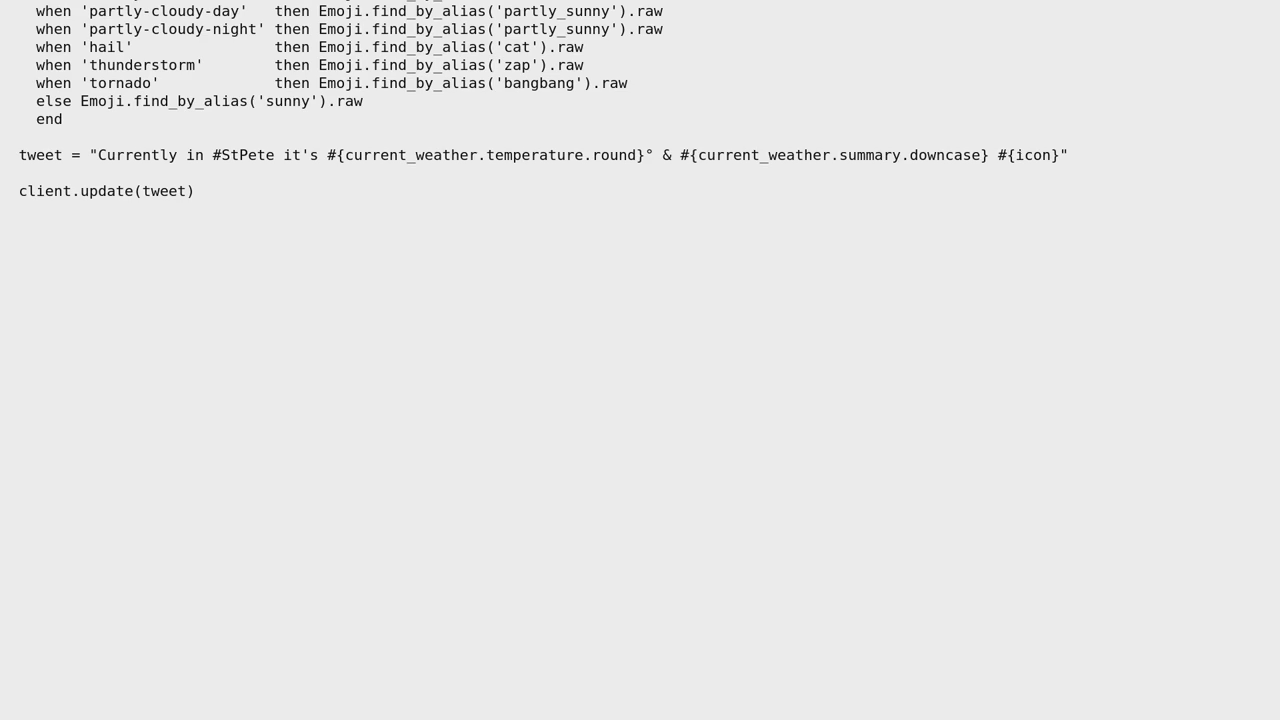 when 'partly-cloudy-day'   then Emoji.find_by_alias('partly_sunny').raw
when 'partly-cloudy-night' then Emoji.find_by_alias('partly_sunny').raw
when 'hail'                then Emoji.find_by_alias('cat').raw
when 'thunderstorm'        then Emoji.find_by_alias('zap').raw
when 'tornado'             then Emoji.find_by_alias('bangbang').raw
else Emoji.find_by_alias('sunny').raw
end
tweet = "Currently in #StPete it's #{current_weather.temperature.round}° & #{current_weather.summary.downcase} #{icon}"
client.update(tweet)